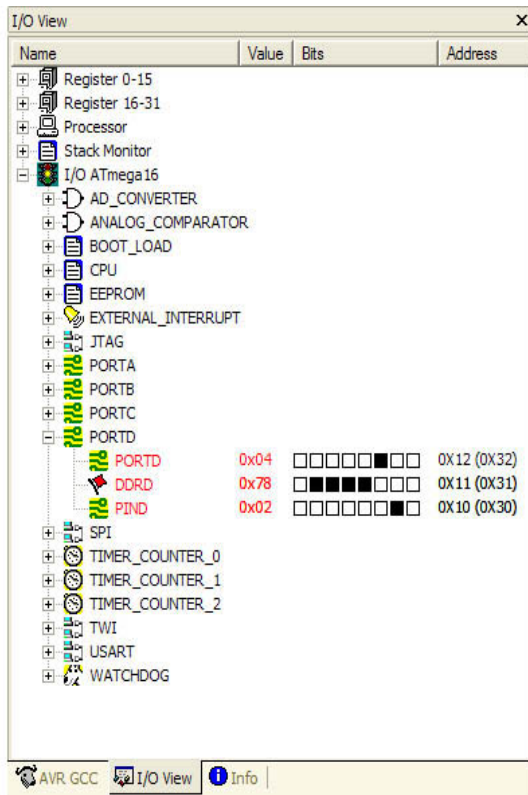 I/O View
Name Value Bits Address
Register 0-15
Register 16-31
Processor
Stack Monitor
I/O ATmega16
AD_CONVERTER
ANALOG_COMPARATOR
BOOT_LOAD
CPU
EEPROM
EXTERNAL_INTERRUPT
JTAG
PORTA
PORTB
PORTC
PORTD
PORTD 0x04 0X12 (0X32)
DDRD 0x78 0X11 (0X31)
PIND 0x02 0X10 (0X30)
SPI
TIMER_COUNTER_0
TIMER_COUNTER_1
TIMER_COUNTER_2
TWI
USART
WATCHDOG
AVR GCC I/O View Info